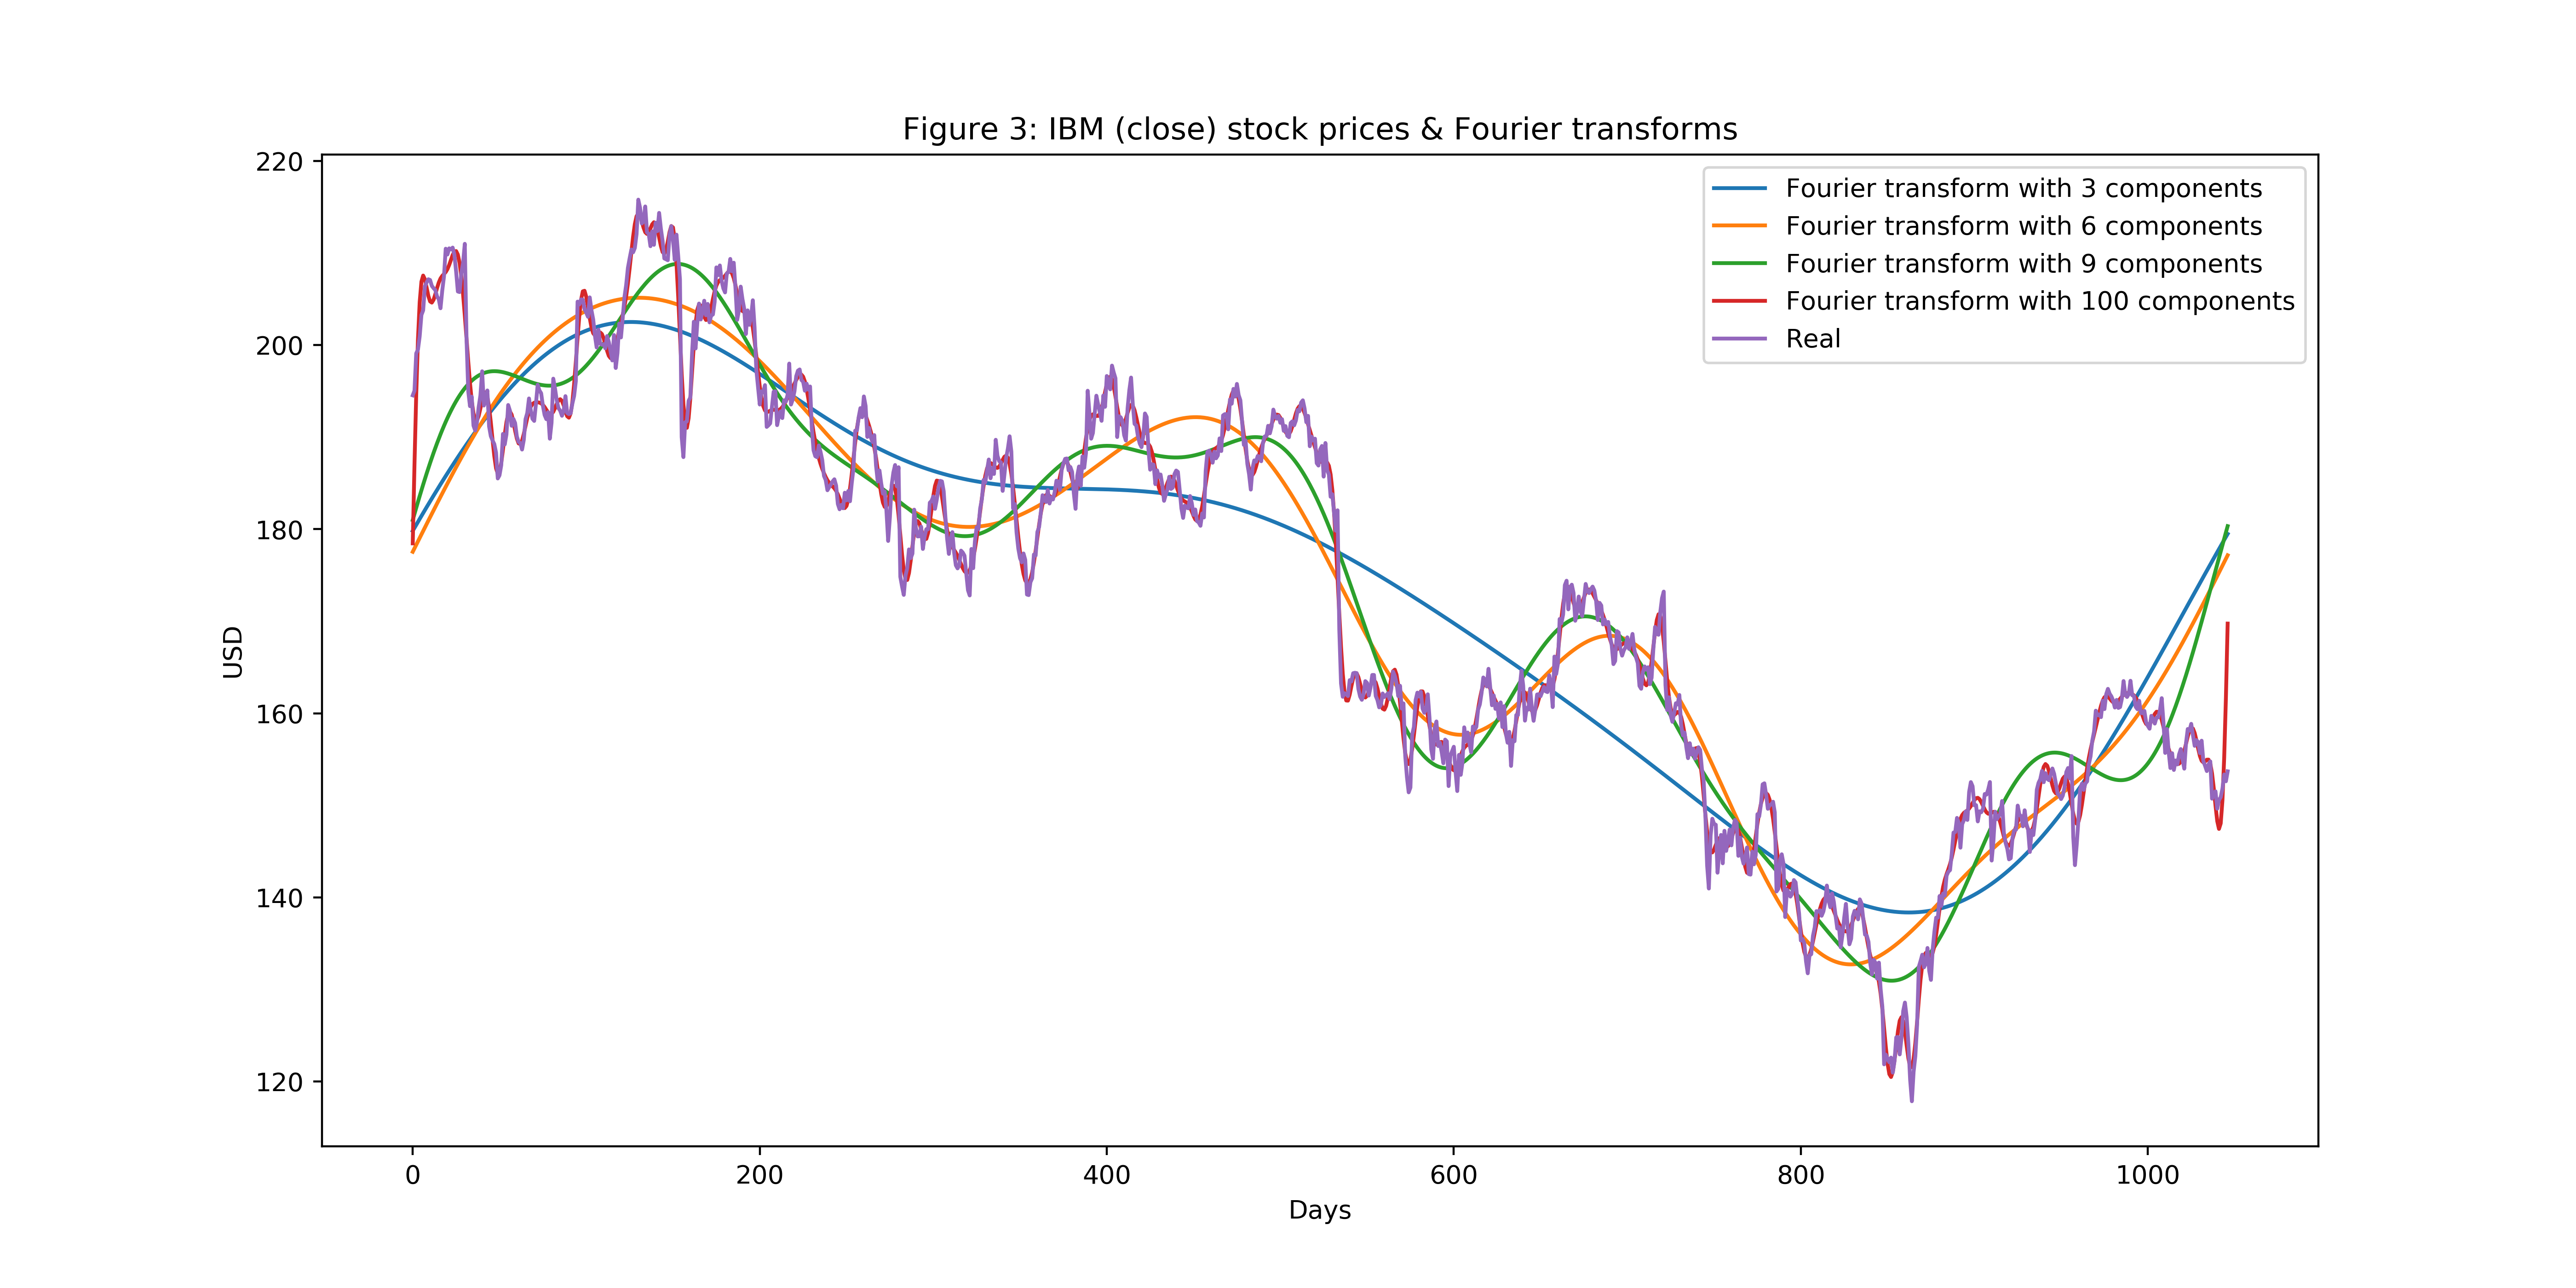 Figure 3: IBM (close) stock prices & Fourier transforms
220
200
180
160
140
120
USD
Fourier transform with 3 components
Fourier transform with 6 components
Fourier transform with 9 components
Fourier transform with 100 components
Real
0 200 400 600 800 1000
Days